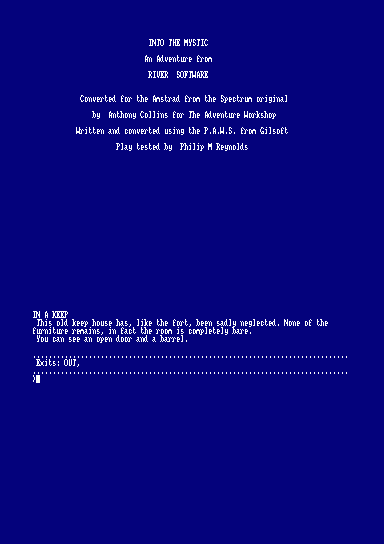 INTO THE MYSTIC
An Adventure from
RIVER SOFTWARE
Converted for the Amstrad from the Spectrum original
by Anthony Collins for The Adventure Workshop
Written and converted using the P.A.W.S. from Gilsoft
Play tested by Philip M Reynolds
IN A KEEP
This old keep house has, like the fort, been sadly neglected. None of the
furniture remains, in fact the room is completely bare.
You can see an open door and a barrel.
Exits: OUT,
>